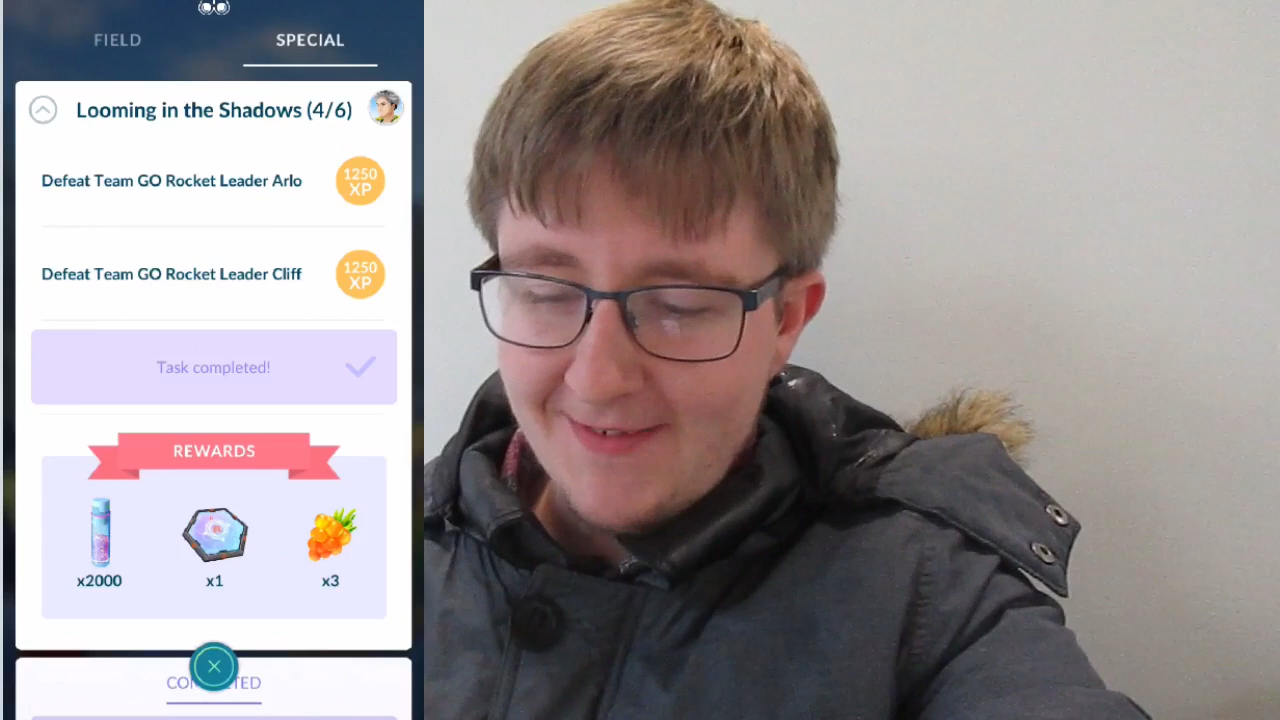 FIELD
SPECIAL
Looming in the Shadows (4/6)
Defeat Team GO Rocket Leader Arlo
1250
XP
Defeat Team GO Rocket Leader Cliff
1250
XP
Task completed!
REWARDS
x2000
x1
x3